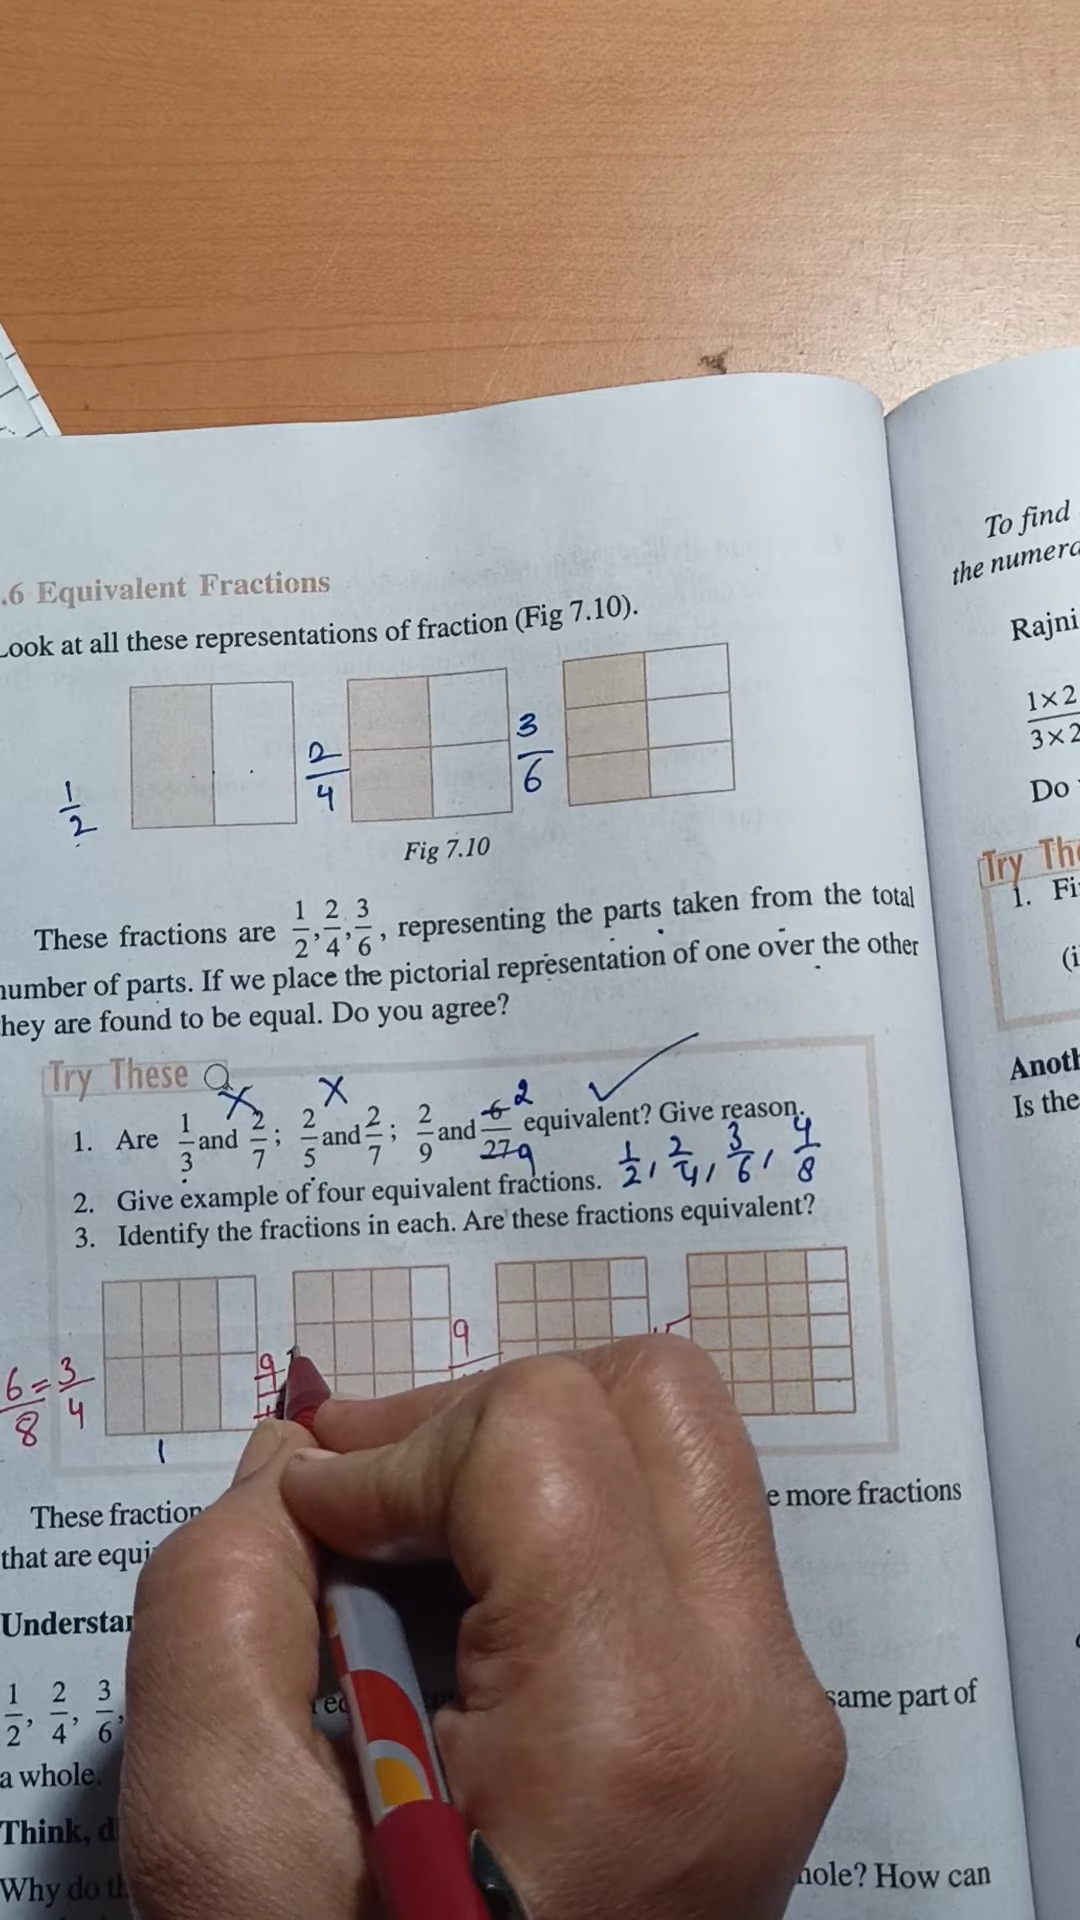 .6 Equivalent Fractions
Look at all these representations of fraction (Fig 7.10).
1/2
2/4
3/6
Fig 7.10
These fractions are 1/2, 2/4, 3/6, representing the parts taken from the total
number of parts. If we place the pictorial representation of one over the other
they are found to be equal. Do you agree?
Try These
X X 2 9
1. Are 1/3 and 2/7; 2/5 and 2/7; 2/9 and 6/27 equivalent? Give reason.
2. Give example of four equivalent fractions. 1/2, 2/4, 3/6, 4/8
3. Identify the fractions in each. Are these fractions equivalent?
6/8 = 3/4
9
9
1
These fraction
e more fractions
that are equi
Understan
1/2, 2/4, 3/6,
same part of
a whole.
Think, d
Why do th
hole? How can
To find
the numera
Rajni
1×2
3×2
Do
Try The
1. Fi
(i
Anoth
Is the